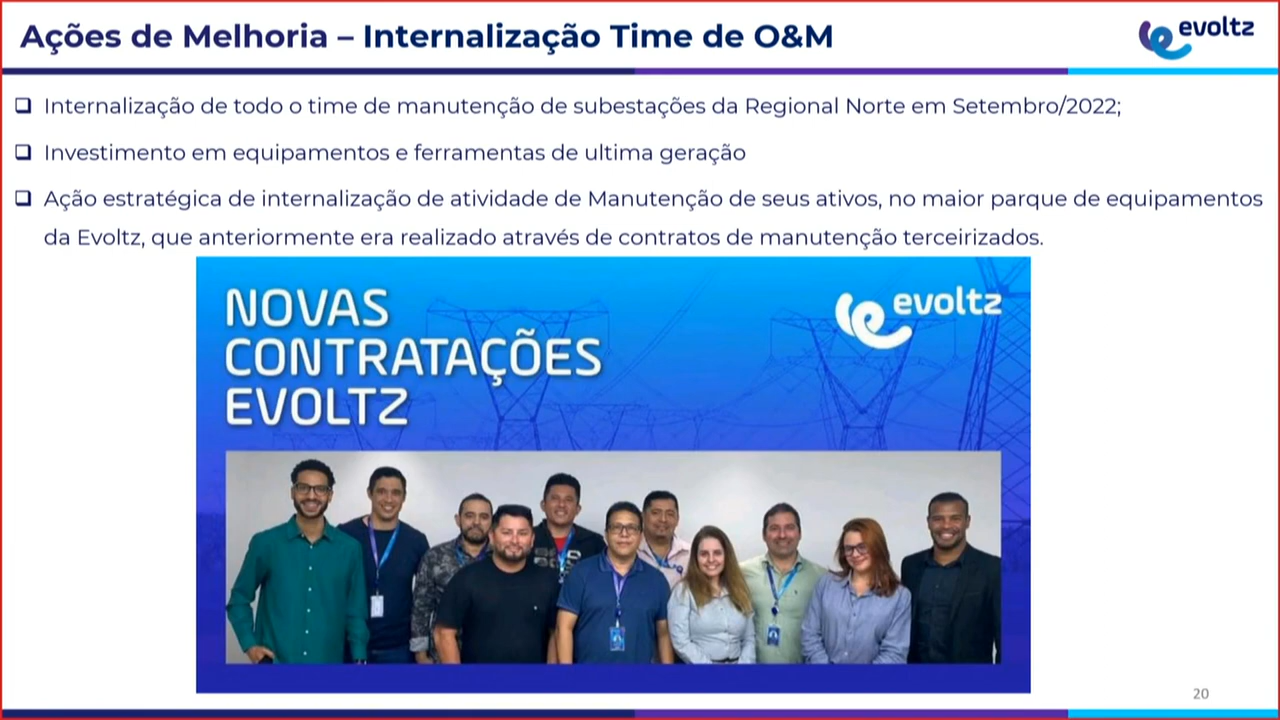 Ações de Melhoria – Internalização Time de O&M
evoltz
Internalização de todo o time de manutenção de subestações da Regional Norte em Setembro/2022;
Investimento em equipamentos e ferramentas de ultima geração
Ação estratégica de internalização de atividade de Manutenção de seus ativos, no maior parque de equipamentos
da Evoltz, que anteriormente era realizado através de contratos de manutenção terceirizados.
NOVAS
CONTRATAÇÕES
EVOLTZ
evoltz
20